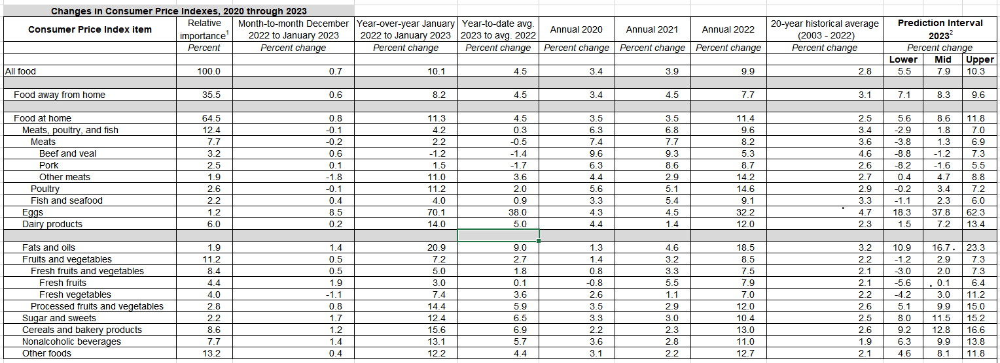 Changes in Consumer Price Indexes, 2020 through 2023
Consumer Price Index item | Relative importance¹ | Month-to-month December 2022 to January 2023 | Year-over-year January 2022 to January 2023 | Year-to-date avg. 2023 to avg. 2022 | Annual 2020 | Annual 2021 | Annual 2022 | 20-year historical average (2003 - 2022) | Prediction Interval 2023²
Percent | Percent change | Percent change | Percent change | Percent change | Percent change | Percent change | Percent change | Percent change
Lower | Mid | Upper
All food | 100.0 | 0.7 | 10.1 | 4.5 | 3.4 | 3.9 | 9.9 | 2.8 | 5.5 | 7.9 | 10.3
Food away from home | 35.5 | 0.6 | 8.2 | 4.5 | 3.4 | 4.5 | 7.7 | 3.1 | 7.1 | 8.3 | 9.6
Food at home | 64.5 | 0.8 | 11.3 | 4.5 | 3.5 | 3.5 | 11.4 | 2.5 | 5.6 | 8.6 | 11.8
Meats, poultry, and fish | 12.4 | -0.1 | 4.2 | 0.3 | 6.3 | 6.8 | 9.6 | 3.4 | -2.9 | 1.8 | 7.0
Meats | 7.7 | -0.2 | 2.2 | -0.5 | 7.4 | 7.7 | 8.2 | 3.6 | -3.8 | 1.3 | 6.9
Beef and veal | 3.2 | 0.6 | -1.2 | -1.4 | 9.6 | 9.3 | 5.3 | 4.6 | -8.8 | -1.2 | 7.3
Pork | 2.5 | 0.1 | 1.5 | -1.7 | 6.3 | 8.6 | 8.7 | 2.6 | -8.2 | -1.6 | 5.5
Other meats | 1.9 | -1.8 | 11.0 | 3.6 | 4.4 | 2.9 | 14.2 | 2.7 | 0.4 | 4.7 | 8.8
Poultry | 2.6 | -0.1 | 11.2 | 2.0 | 5.6 | 5.1 | 14.6 | 2.9 | -0.2 | 3.4 | 7.2
Fish and seafood | 2.2 | 0.4 | 4.0 | 0.9 | 3.3 | 5.4 | 9.1 | 3.3 | -1.1 | 2.3 | 6.0
Eggs | 1.2 | 8.5 | 70.1 | 38.0 | 4.3 | 4.5 | 32.2 | 4.7 | 18.3 | 37.8 | 62.3
Dairy products | 6.0 | 0.2 | 14.0 | 5.0 | 4.4 | 1.4 | 12.0 | 2.3 | 1.5 | 7.2 | 13.4
Fats and oils | 1.9 | 1.4 | 20.9 | 9.0 | 1.3 | 4.6 | 18.5 | 3.2 | 10.9 | 16.7 | 23.3
Fruits and vegetables | 11.2 | 0.5 | 7.2 | 2.7 | 1.4 | 3.2 | 8.5 | 2.2 | -1.2 | 2.9 | 7.3
Fresh fruits and vegetables | 8.4 | 0.5 | 5.0 | 1.8 | 0.8 | 3.3 | 7.5 | 2.1 | -3.0 | 2.0 | 7.3
Fresh fruits | 4.4 | 1.9 | 3.0 | 0.1 | -0.8 | 5.5 | 7.9 | 2.1 | -5.6 | 0.1 | 6.4
Fresh vegetables | 4.0 | -1.1 | 7.4 | 3.6 | 2.6 | 1.1 | 7.0 | 2.2 | -4.2 | 3.0 | 11.2
Processed fruits and vegetables | 2.8 | 0.8 | 14.4 | 5.9 | 3.5 | 2.9 | 12.0 | 2.6 | 5.1 | 9.9 | 15.0
Sugar and sweets | 2.2 | 1.7 | 12.4 | 6.5 | 3.3 | 3.0 | 10.4 | 2.5 | 8.0 | 11.5 | 15.2
Cereals and bakery products | 8.6 | 1.2 | 15.6 | 6.9 | 2.2 | 2.3 | 13.0 | 2.6 | 9.2 | 12.8 | 16.6
Nonalcoholic beverages | 7.7 | 1.4 | 13.1 | 5.7 | 3.6 | 2.8 | 11.0 | 1.9 | 6.3 | 9.9 | 13.8
Other foods | 13.2 | 0.4 | 12.2 | 4.4 | 3.1 | 2.2 | 12.7 | 2.1 | 4.6 | 8.1 | 11.8